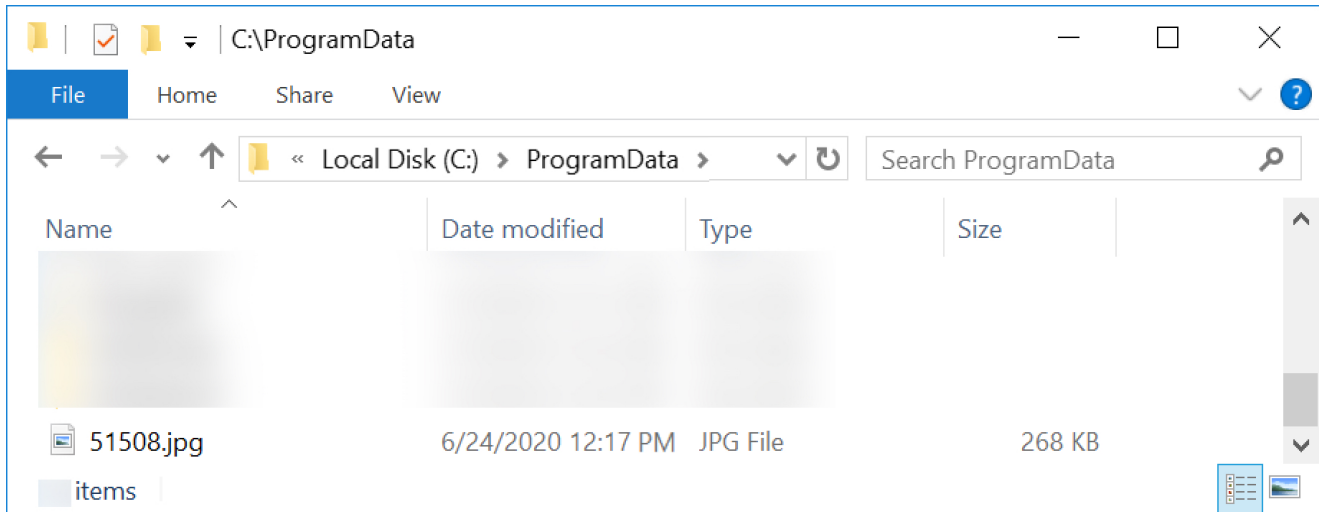 C:\ProgramData
File Home Share View ?
« Local Disk (C:) > ProgramData > Search ProgramData
Name Date modified Type Size
51508.jpg 6/24/2020 12:17 PM JPG File 268 KB
items